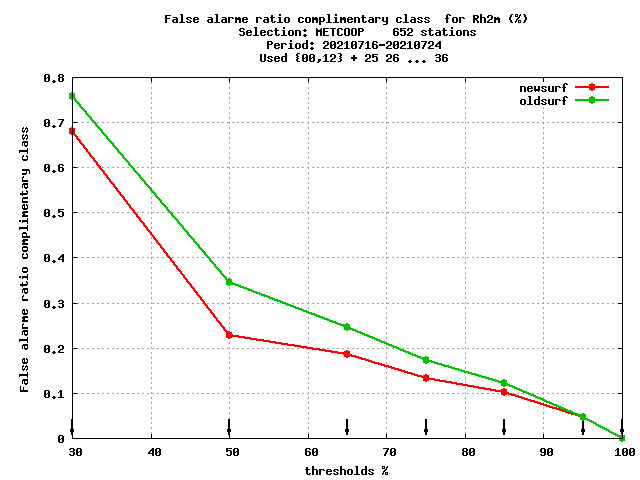 False alarme ratio complimentary class  for Rh2m (%)
Selection: METCOOP    652 stations
Period: 20210716-20210724
Used {00,12} + 25 26 ... 36
newsurf
oldsurf
0.8
0.7
0.6
0.5
0.4
0.3
0.2
0.1
0
False alarme ratio complimentary class
30 40 50 60 70 80 90 100
thresholds %